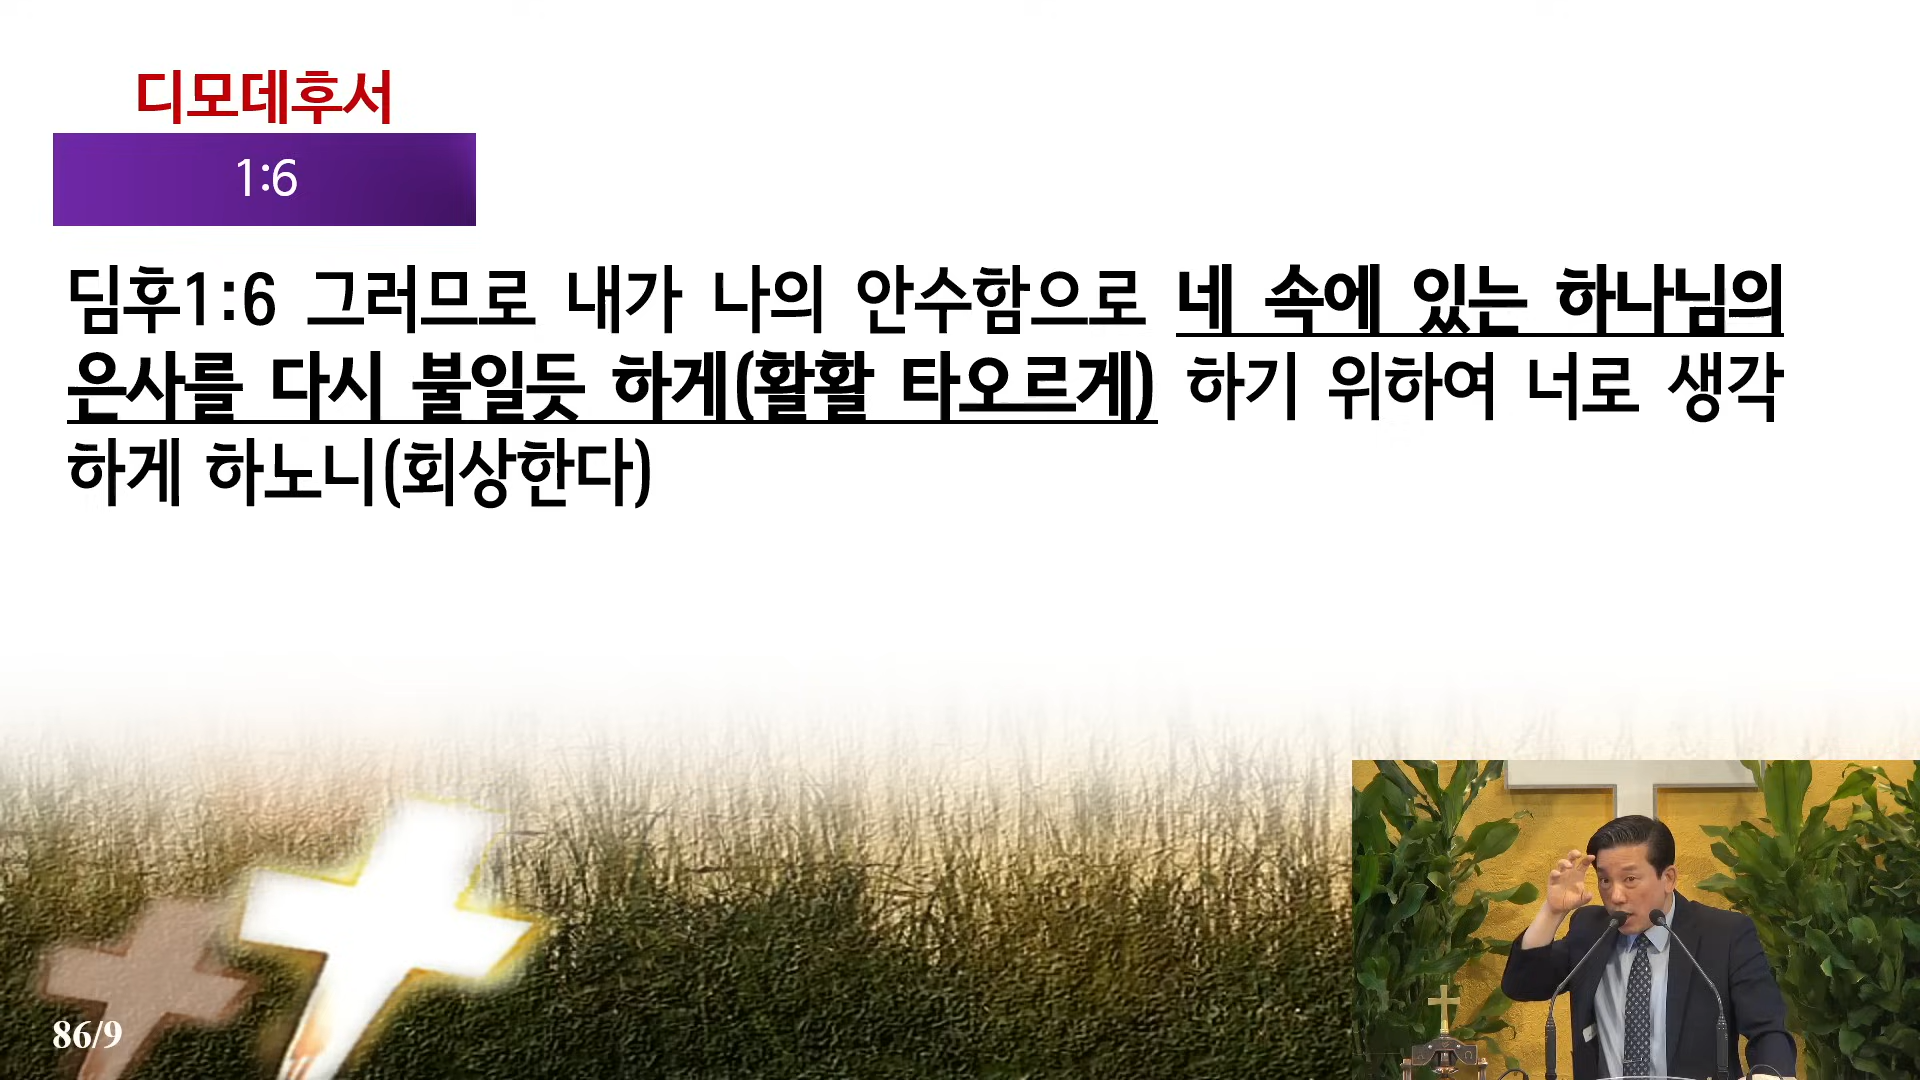 디모데후서
1:6
딤후1:6 그러므로 내가 나의 안수함으로 네 속에 있는 하나님의
은사를 다시 불일듯 하게(활활 타오르게) 하기 위하여 너로 생각
하게 하노니(회상한다)
86/9